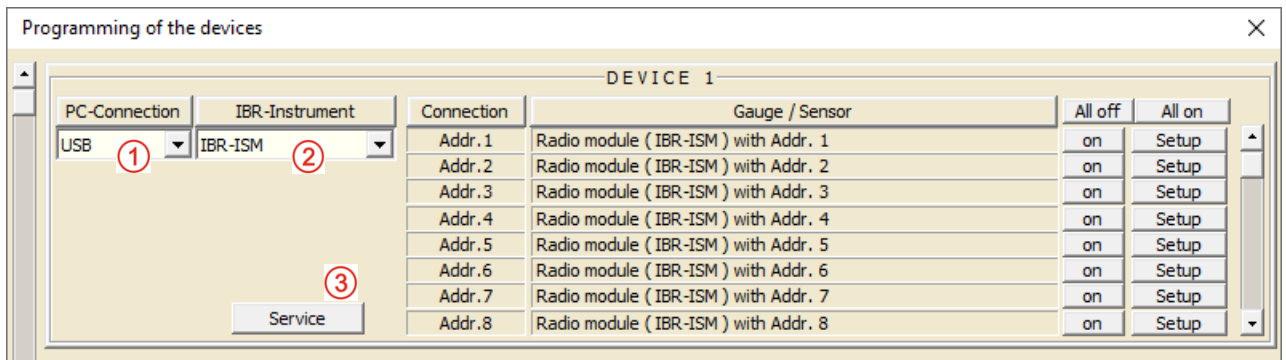 Programming of the devices
DEVICE 1
PC-Connection IBR-Instrument Connection Gauge / Sensor All off All on
USB ① IBR-ISM ② Addr.1 Radio module ( IBR-ISM ) with Addr. 1 on Setup
Addr.2 Radio module ( IBR-ISM ) with Addr. 2 on Setup
Addr.3 Radio module ( IBR-ISM ) with Addr. 3 on Setup
Addr.4 Radio module ( IBR-ISM ) with Addr. 4 on Setup
Addr.5 Radio module ( IBR-ISM ) with Addr. 5 on Setup
Addr.6 Radio module ( IBR-ISM ) with Addr. 6 on Setup
③ Addr.7 Radio module ( IBR-ISM ) with Addr. 7 on Setup
Service Addr.8 Radio module ( IBR-ISM ) with Addr. 8 on Setup